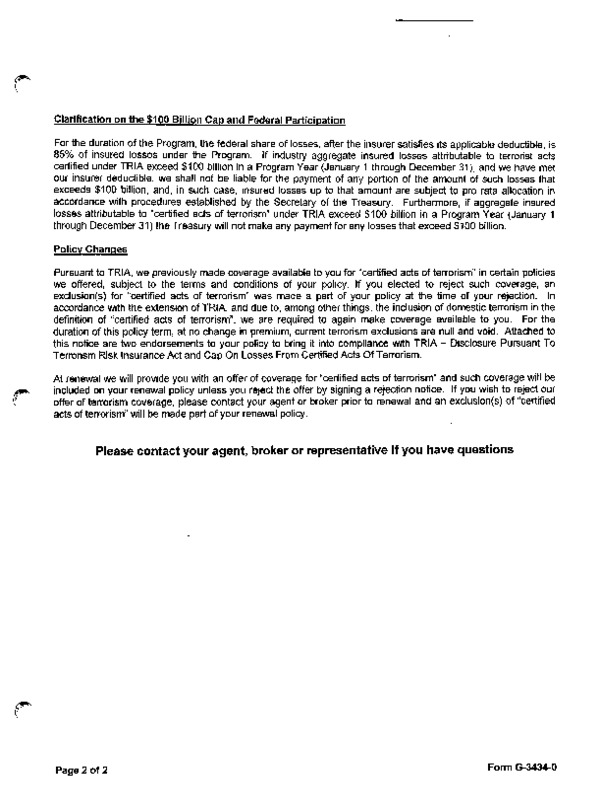 Clarification on the $100 Billion Cap and Federal Participation
For the duration of the Program, the federal share of losses, after the insurer satisfies its applicable deductible, is
85% of insured losses under the Program. If industry aggregate insured losses attributable to terrorist acts
certified under TRIA exceed $100 billion in a Program Year (January 1 through December 31), and we have met
our insurer deductible, we shall not be liable for the payment of any portion of the amount of such losses that
exceeds $100 billion, and, in such case, insured losses up to that amount are subject to pro rata allocation in
accordance with procedures established by the Secretary of the Treasury. Furthermore, if aggregate insured
losses attributable to "certified acts of terrorism" under TRIA exceed $100 billion in a Program Year (January 1
through December 31) the Treasury will not make any payment for any losses that exceed $100 billion.
Policy Changes
Pursuant to TRIA, we previously made coverage available to you for "certified acts of terrorism" in certain policies
we offered, subject to the terms and conditions of your policy. If you elected to reject such coverage, an
exclusion(s) for "certified acts of terrorism" was made a part of your policy at the time of your rejection. In
accordance with the extension of TRIA, and due to, among other things, the inclusion of domestic terrorism in the
definition of "certified acts of terrorism", we are required to again make coverage available to you. For the
duration of this policy term, at no change in premium, current terrorism exclusions are null and void. Attached to
this notice are two endorsements to your policy to bring it into compliance with TRIA – Disclosure Pursuant To
Terrorism Risk Insurance Act and Cap On Losses From Certified Acts Of Terrorism.
At renewal we will provide you with an offer of coverage for "certified acts of terrorism" and such coverage will be
included on your renewal policy unless you reject the offer by signing a rejection notice. If you wish to reject our
offer of terrorism coverage, please contact your agent or broker prior to renewal and an exclusion(s) of "certified
acts of terrorism" will be made part of your renewal policy.
Please contact your agent, broker or representative if you have questions
Page 2 of 2
Form G-3434-0